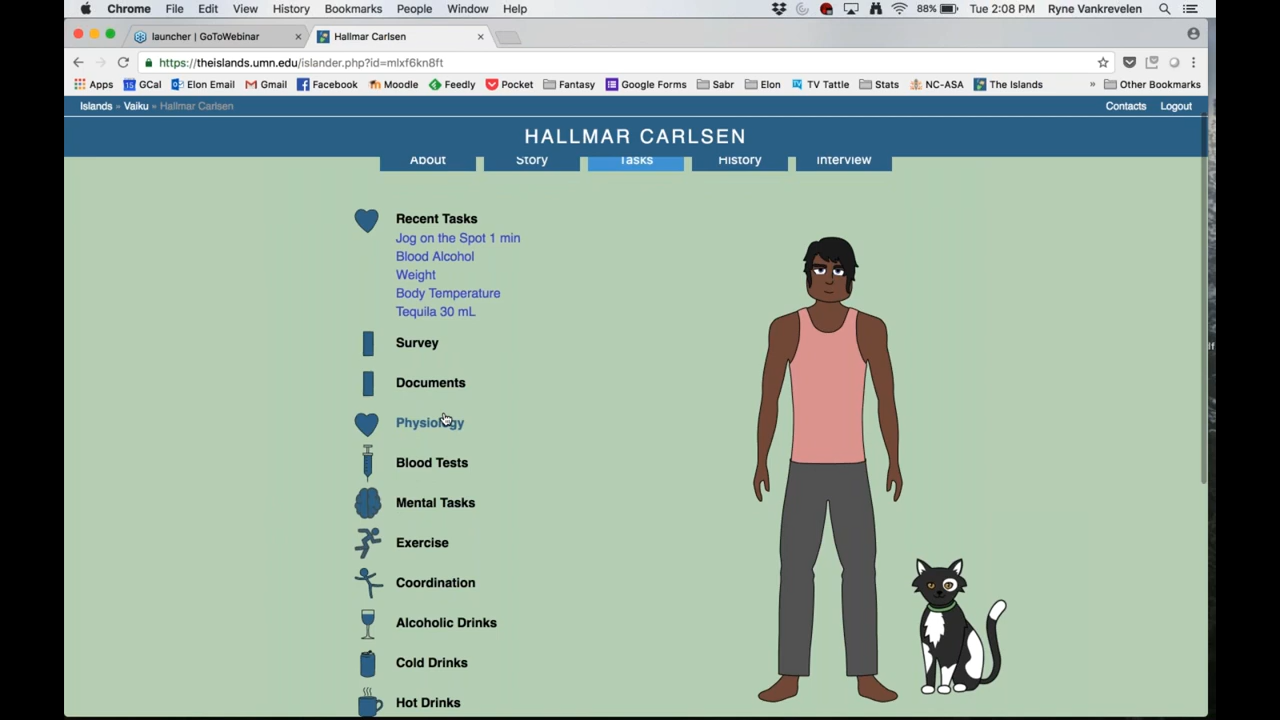 Chrome File Edit View History Bookmarks People Window Help 88% Tue 2:08 PM Ryne Vankrevelen
launcher | GoToWebinar Hallmar Carlsen
https://theislands.umn.edu/islander.php?id=mlxf6kn8ft
Apps GCal Elon Email Gmail Facebook Moodle Feedly Pocket Fantasy Google Forms Sabr Elon TV Tattle Stats NC-ASA The Islands » Other Bookmarks
Islands » Vaiku » Hallmar Carlsen Contacts Logout
HALLMAR CARLSEN
About Story Tasks History Interview
Recent Tasks
Jog on the Spot 1 min
Blood Alcohol
Weight
Body Temperature
Tequila 30 mL
Survey
Documents
Physiology
Blood Tests
Mental Tasks
Exercise
Coordination
Alcoholic Drinks
Cold Drinks
Hot Drinks